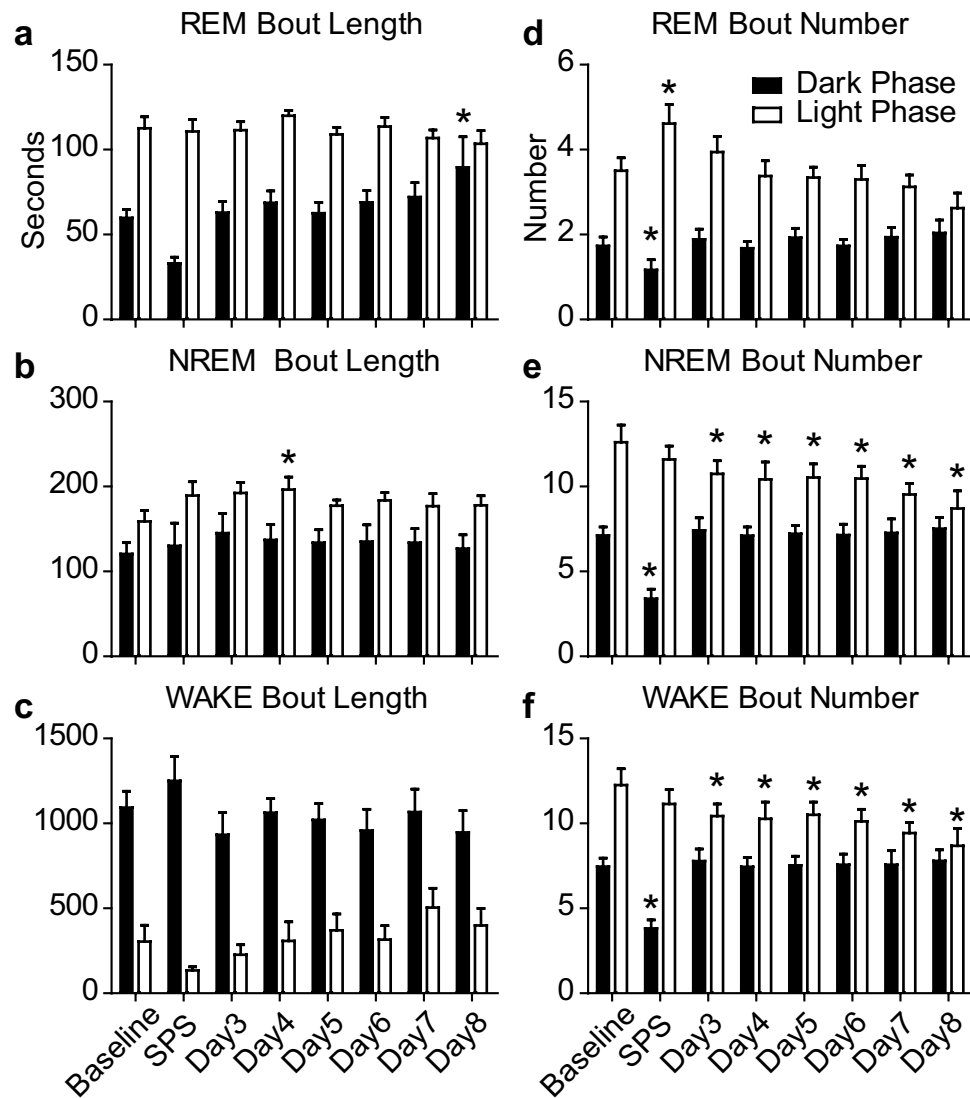 a REM Bout Length
150
100
50
0
Seconds
*
d REM Bout Number
6
4
2
0
Number
Dark Phase
Light Phase
*
*
b NREM Bout Length
300
200
100
0
*
e NREM Bout Number
15
10
5
0
* * * * * *
*
c WAKE Bout Length
1500
1000
500
0
Baseline SPS Day3 Day4 Day5 Day6 Day7 Day8
f WAKE Bout Number
15
10
5
0
* * * * * *
*
Baseline SPS Day3 Day4 Day5 Day6 Day7 Day8